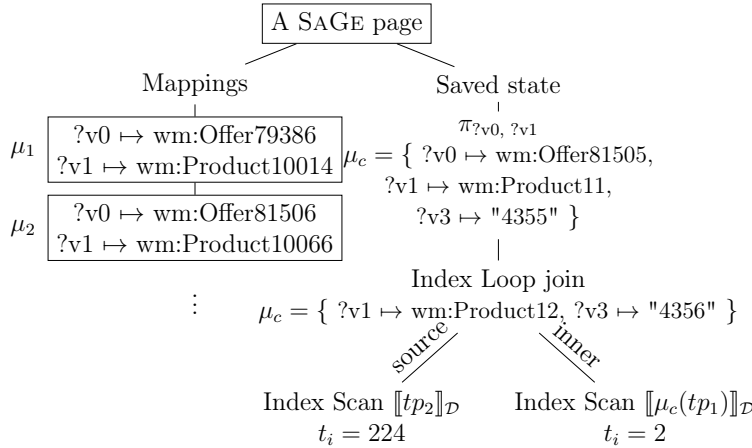 A SAGE page
Mappings
Saved state
μ1
?v0 ↦ wm:Offer79386
?v1 ↦ wm:Product10014
μ2
?v0 ↦ wm:Offer81506
?v1 ↦ wm:Product10066
⋮
π?v0, ?v1
μc = { ?v0 ↦ wm:Offer81505,
?v1 ↦ wm:Product11,
?v3 ↦ "4355" }
Index Loop join
μc = { ?v1 ↦ wm:Product12, ?v3 ↦ "4356" }
source
inner
Index Scan ⟦tp2⟧𝒟
ti = 224
Index Scan ⟦μc(tp1)⟧𝒟
ti = 2